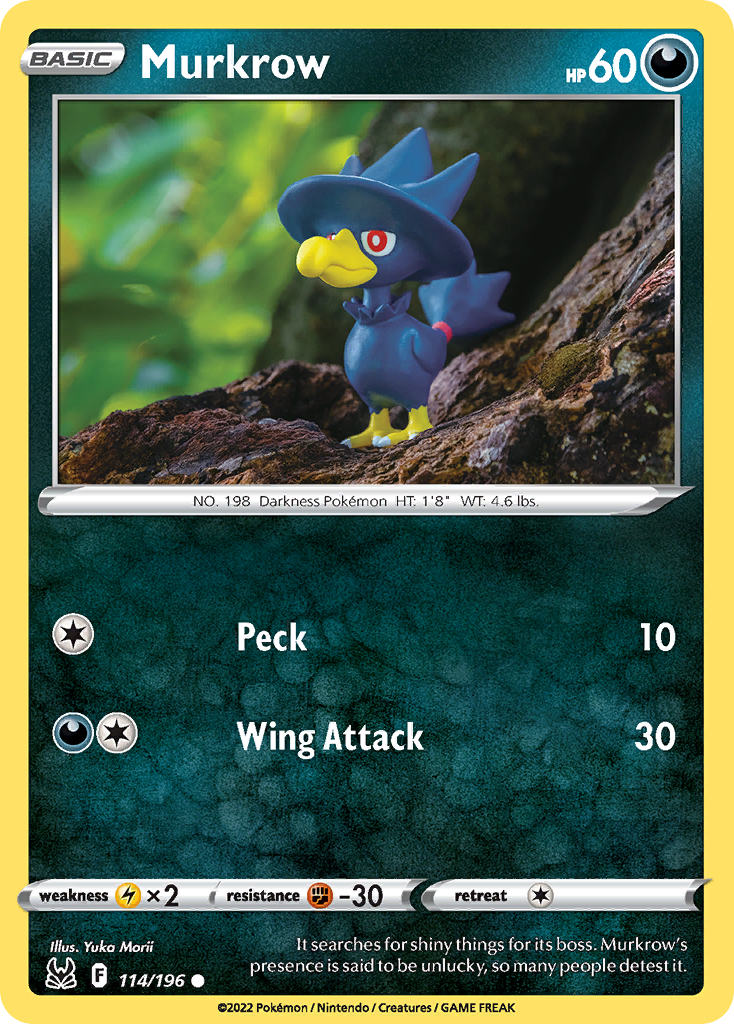 BASIC
Murkrow
HP 60
NO. 198 Darkness Pokémon HT: 1'8" WT: 4.6 lbs.
Peck 10
Wing Attack 30
weakness ×2 resistance -30 retreat
Illus. Yuka Morii
It searches for shiny things for its boss. Murkrow's
presence is said to be unlucky, so many people detest it.
F 114/196
©2022 Pokémon / Nintendo / Creatures / GAME FREAK